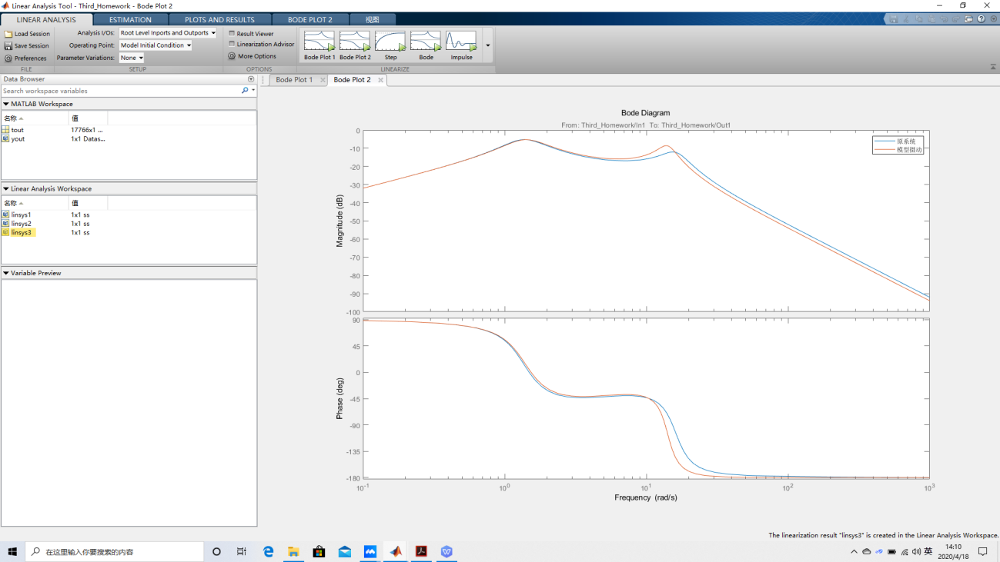 Linear Analysis Tool - Third_Homework - Bode Plot 2
LINEAR ANALYSIS ESTIMATION PLOTS AND RESULTS BODE PLOT 2 视图
Load Session Analysis I/Os: Root Level Inports and Outports Result Viewer
Save Session Operating Point: Model Initial Condition Linearization Advisor
Preferences Parameter Variations: None More Options
Bode Plot 1 Bode Plot 2 Step Bode Impulse
FILE SETUP OPTIONS LINEARIZE
Data Browser
Search workspace variables
MATLAB Workspace
名称 值
tout 17766x1 ...
yout 1x1 Datas...
Linear Analysis Workspace
名称 值
linsys1 1x1 ss
linsys2 1x1 ss
linsys3 1x1 ss
Variable Preview
Bode Plot 1 Bode Plot 2
Bode Diagram
From: Third_Homework/In1 To: Third_Homework/Out1
原系统
模型摄动
Magnitude (dB)
0
-10
-20
-30
-40
-50
-60
-70
-80
-90
-100
Phase (deg)
90
45
0
-45
-90
-135
-180
10-1 100 101 102 103
Frequency (rad/s)
The linearization result "linsys3" is created in the Linear Analysis Workspace.
在这里输入你要搜索的内容
英
14:10
2020/4/18